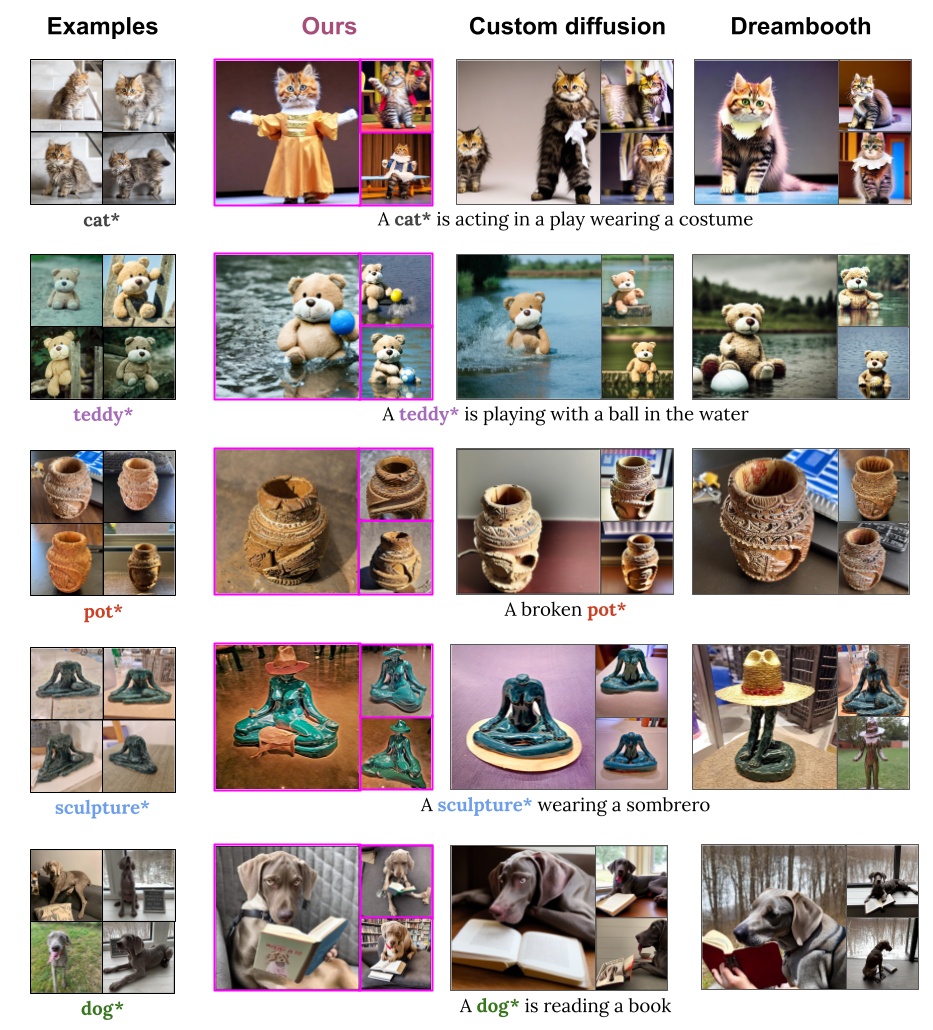 Examples
Ours
Custom diffusion
Dreambooth
cat*
A cat* is acting in a play wearing a costume
teddy*
A teddy* is playing with a ball in the water
pot*
A broken pot*
sculpture*
A sculpture* wearing a sombrero
dog*
A dog* is reading a book